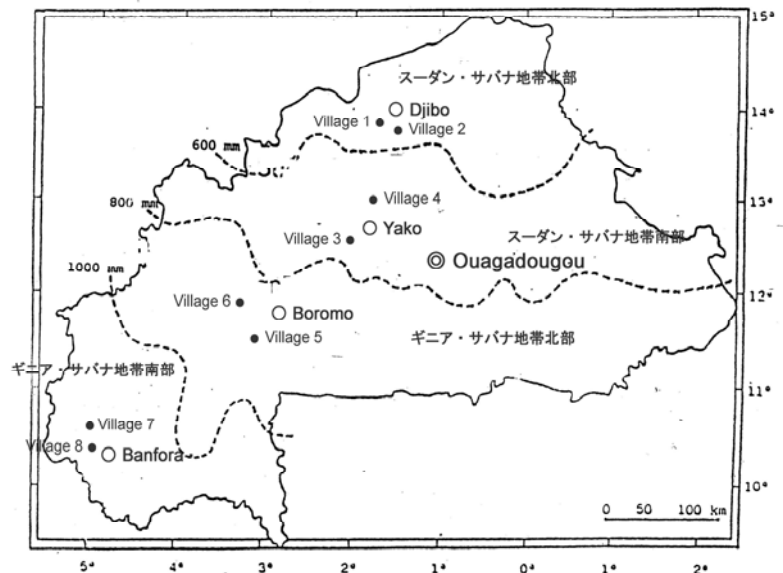 15°
スーダン・サバナ地帯北部
Djibo
14°
Village 1
Village 2
600 mm
Village 4
13°
800 mm
Yako
スーダン・サバナ地帯南部
Village 3
Ouagadougou
1000 mm
12°
Village 6
Boromo
Village 5
ギニア・サバナ地帯北部
ギニア・サバナ地帯南部
11°
Village 7
Village 8
Banfora
10°
0 50 100 km
5° 4° 3° 2° 1° 0° 1° 2°